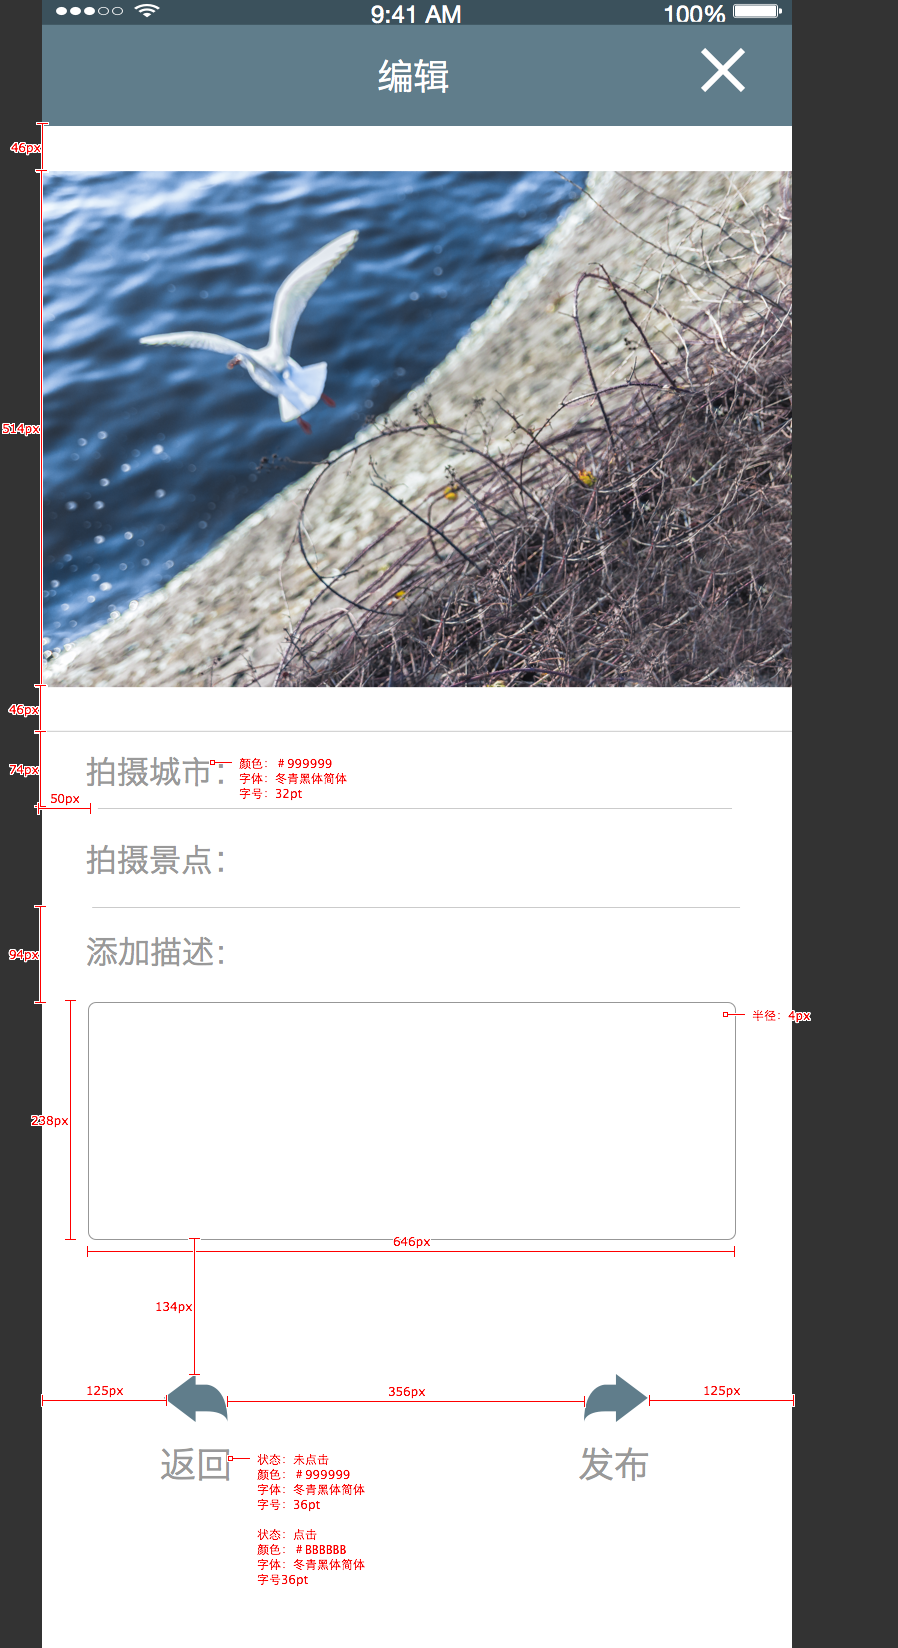 9:41 AM
100%
编辑
46px
514px
46px
74px
拍摄城市：
颜色：＃999999
字体：冬青黑体简体
字号：32pt
50px
拍摄景点：
94px
添加描述：
半径：4px
238px
646px
134px
125px
356px
125px
返回
发布
状态：未点击
颜色：＃999999
字体：冬青黑体简体
字号：36pt
状态：点击
颜色：＃BBBBBB
字体：冬青黑体简体
字号36pt